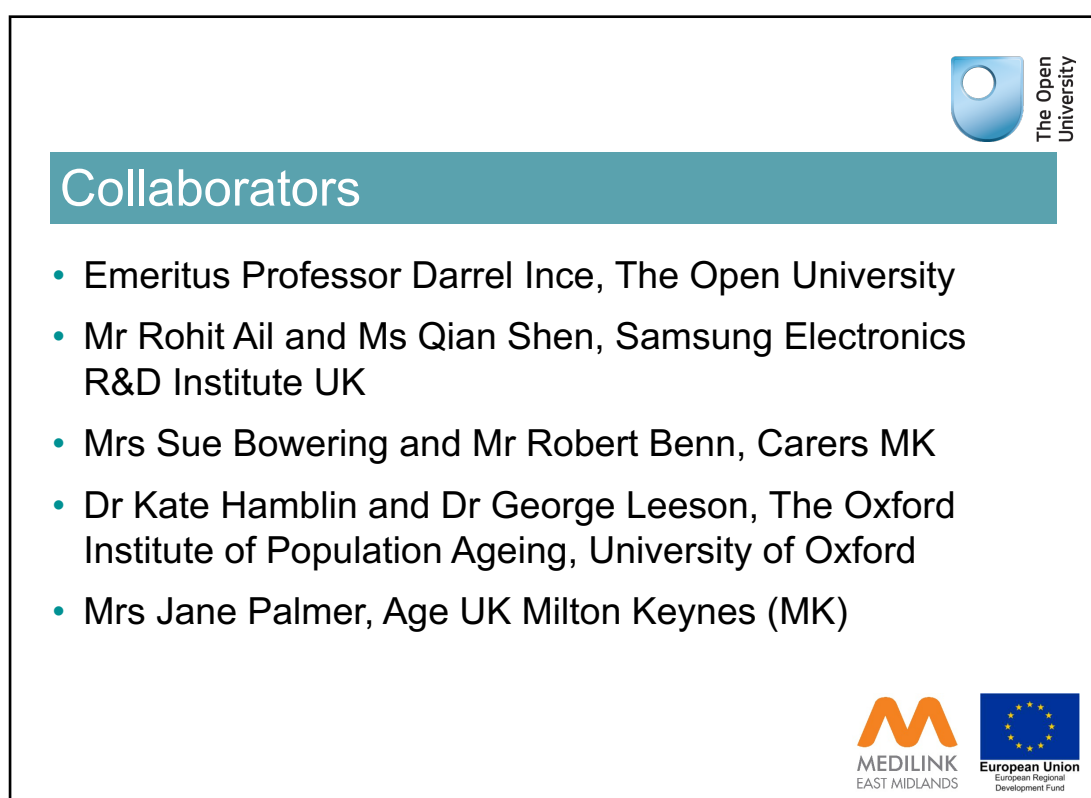 The Open
University
Collaborators
• Emeritus Professor Darrel Ince, The Open University
• Mr Rohit Ail and Ms Qian Shen, Samsung Electronics
R&D Institute UK
• Mrs Sue Bowering and Mr Robert Benn, Carers MK
• Dr Kate Hamblin and Dr George Leeson, The Oxford
Institute of Population Ageing, University of Oxford
• Mrs Jane Palmer, Age UK Milton Keynes (MK)
MEDILINK
EAST MIDLANDS
European Union
European Regional
Development Fund